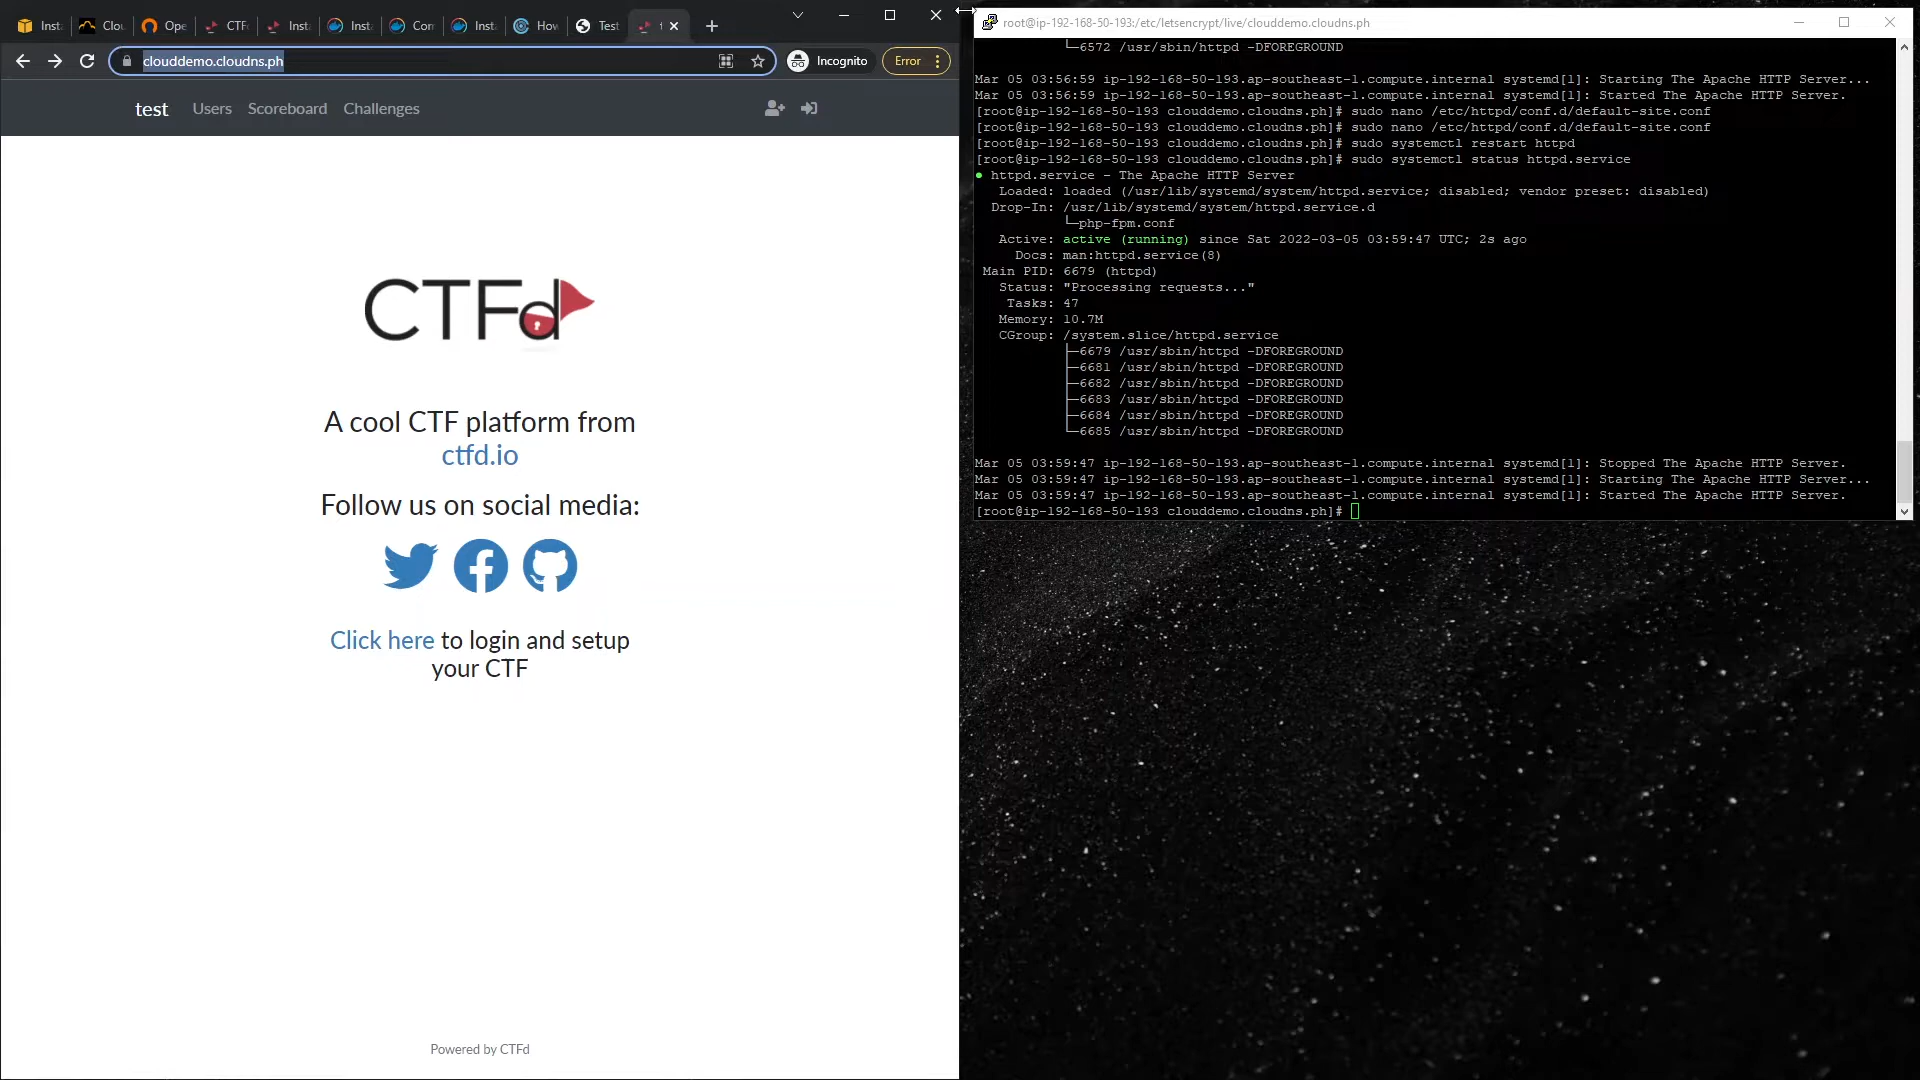 Inst
Clou
Ope
CTF
Inst
Inst
Con
Inst
How
Test
t
clouddemo.cloudns.ph
Incognito
Error
test Users Scoreboard Challenges
CTFd
A cool CTF platform from
ctfd.io
Follow us on social media:
Click here to login and setup
your CTF
Powered by CTFd
root@ip-192-168-50-193:/etc/letsencrypt/live/clouddemo.cloudns.ph
└─6572 /usr/sbin/httpd -DFOREGROUND
Mar 05 03:56:59 ip-192-168-50-193.ap-southeast-1.compute.internal systemd[1]: Starting The Apache HTTP Server...
Mar 05 03:56:59 ip-192-168-50-193.ap-southeast-1.compute.internal systemd[1]: Started The Apache HTTP Server.
[root@ip-192-168-50-193 clouddemo.cloudns.ph]# sudo nano /etc/httpd/conf.d/default-site.conf
[root@ip-192-168-50-193 clouddemo.cloudns.ph]# sudo nano /etc/httpd/conf.d/default-site.conf
[root@ip-192-168-50-193 clouddemo.cloudns.ph]# sudo systemctl restart httpd
[root@ip-192-168-50-193 clouddemo.cloudns.ph]# sudo systemctl status httpd.service
● httpd.service - The Apache HTTP Server
Loaded: loaded (/usr/lib/systemd/system/httpd.service; disabled; vendor preset: disabled)
Drop-In: /usr/lib/systemd/system/httpd.service.d
└─php-fpm.conf
Active: active (running) since Sat 2022-03-05 03:59:47 UTC; 2s ago
Docs: man:httpd.service(8)
Main PID: 6679 (httpd)
Status: "Processing requests..."
Tasks: 47
Memory: 10.7M
CGroup: /system.slice/httpd.service
├─6679 /usr/sbin/httpd -DFOREGROUND
├─6681 /usr/sbin/httpd -DFOREGROUND
├─6682 /usr/sbin/httpd -DFOREGROUND
├─6683 /usr/sbin/httpd -DFOREGROUND
├─6684 /usr/sbin/httpd -DFOREGROUND
└─6685 /usr/sbin/httpd -DFOREGROUND
Mar 05 03:59:47 ip-192-168-50-193.ap-southeast-1.compute.internal systemd[1]: Stopped The Apache HTTP Server.
Mar 05 03:59:47 ip-192-168-50-193.ap-southeast-1.compute.internal systemd[1]: Starting The Apache HTTP Server...
Mar 05 03:59:47 ip-192-168-50-193.ap-southeast-1.compute.internal systemd[1]: Started The Apache HTTP Server.
[root@ip-192-168-50-193 clouddemo.cloudns.ph]#